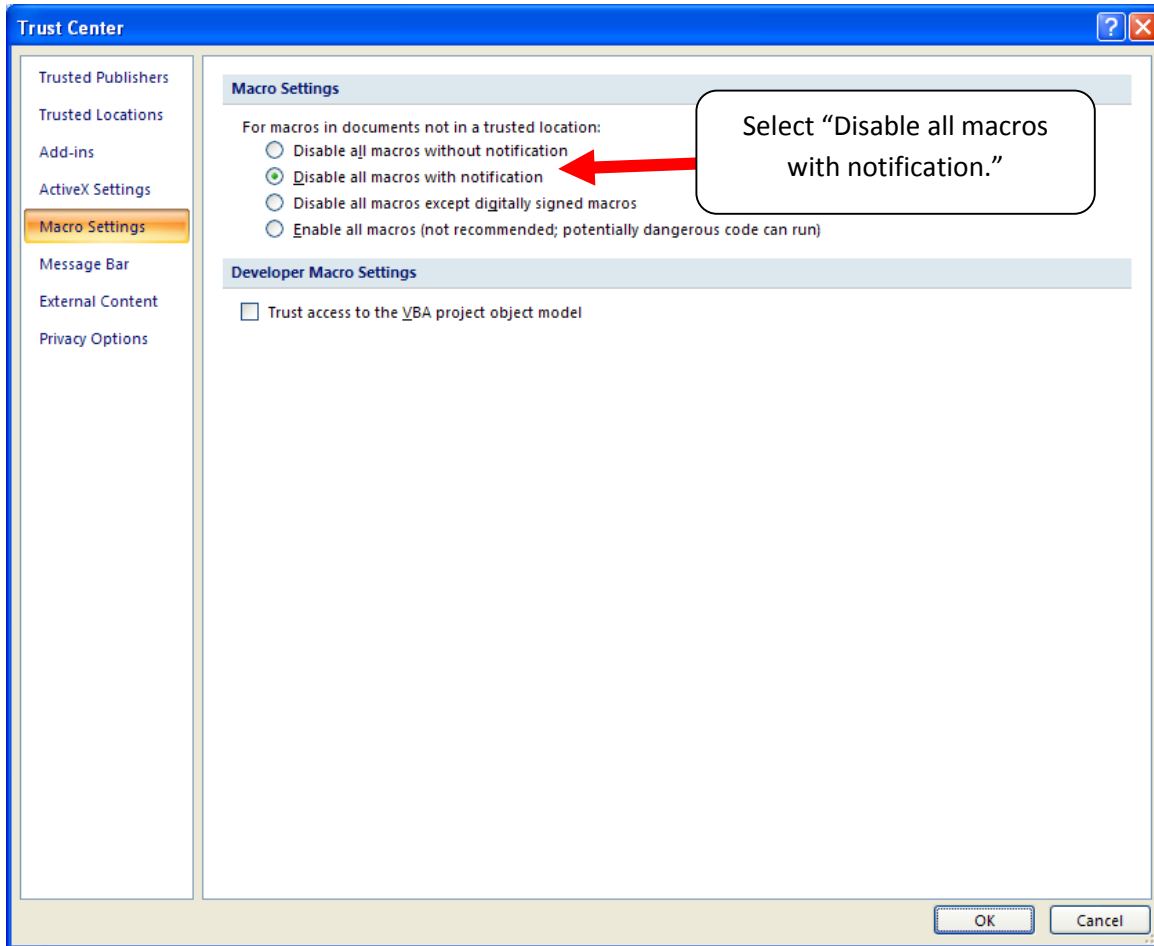 Trust Center
?
Trusted Publishers
Trusted Locations
Add-ins
ActiveX Settings
Macro Settings
Message Bar
External Content
Privacy Options
Macro Settings
For macros in documents not in a trusted location:
Disable all macros without notification
Disable all macros with notification
Disable all macros except digitally signed macros
Enable all macros (not recommended; potentially dangerous code can run)
Select “Disable all macros
with notification.”
Developer Macro Settings
Trust access to the VBA project object model
OK
Cancel